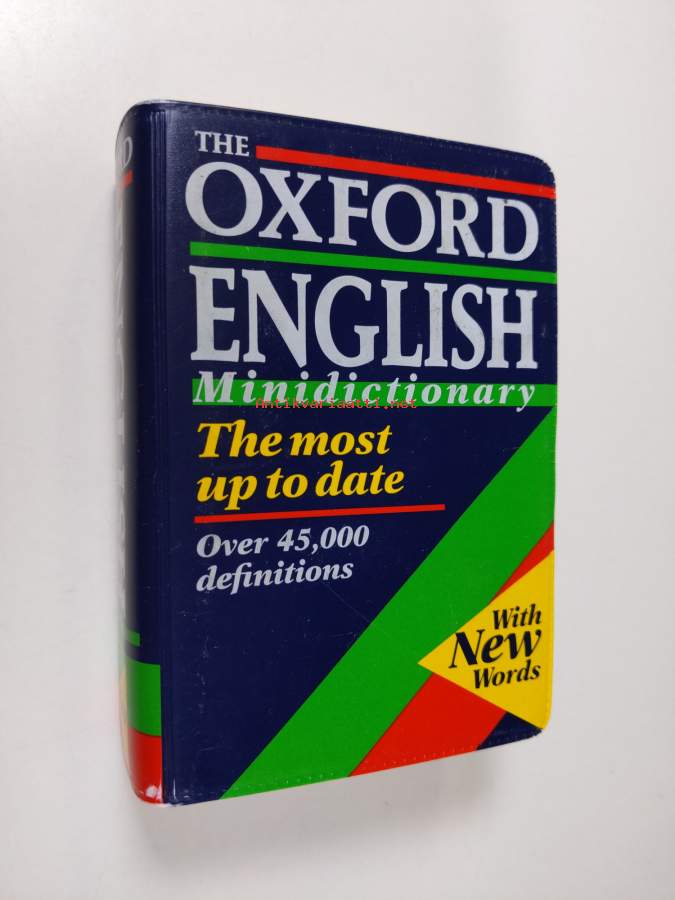 THE
OXFORD
ENGLISH
Minidictionary
Antikvariaatti.net
The most
up to date
Over 45,000
definitions
With
New
Words